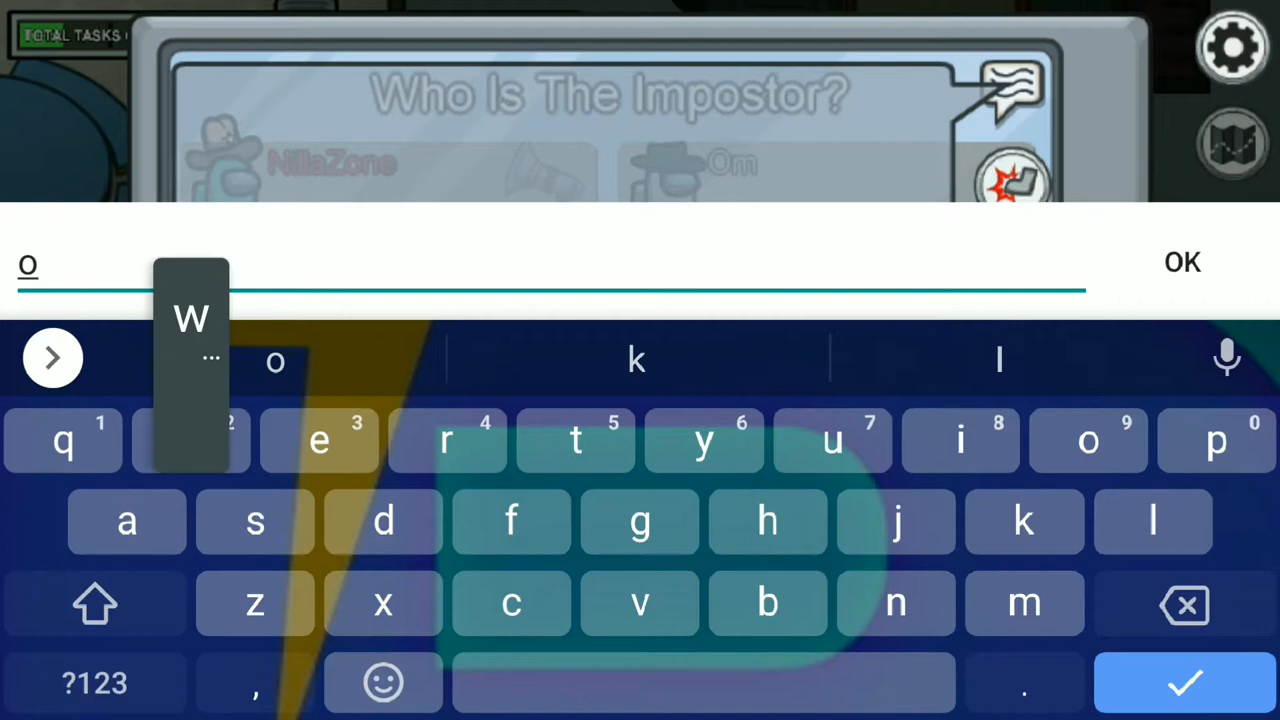 TOTAL TASKS
Who Is The Impostor?
NillaZone Om
o OK
W
...
o k l
q 1 2 e 3 r 4 t 5 y 6 u 7 i 8 o 9 p 0
a s d f g h j k l
z x c v b n m
?123 , .